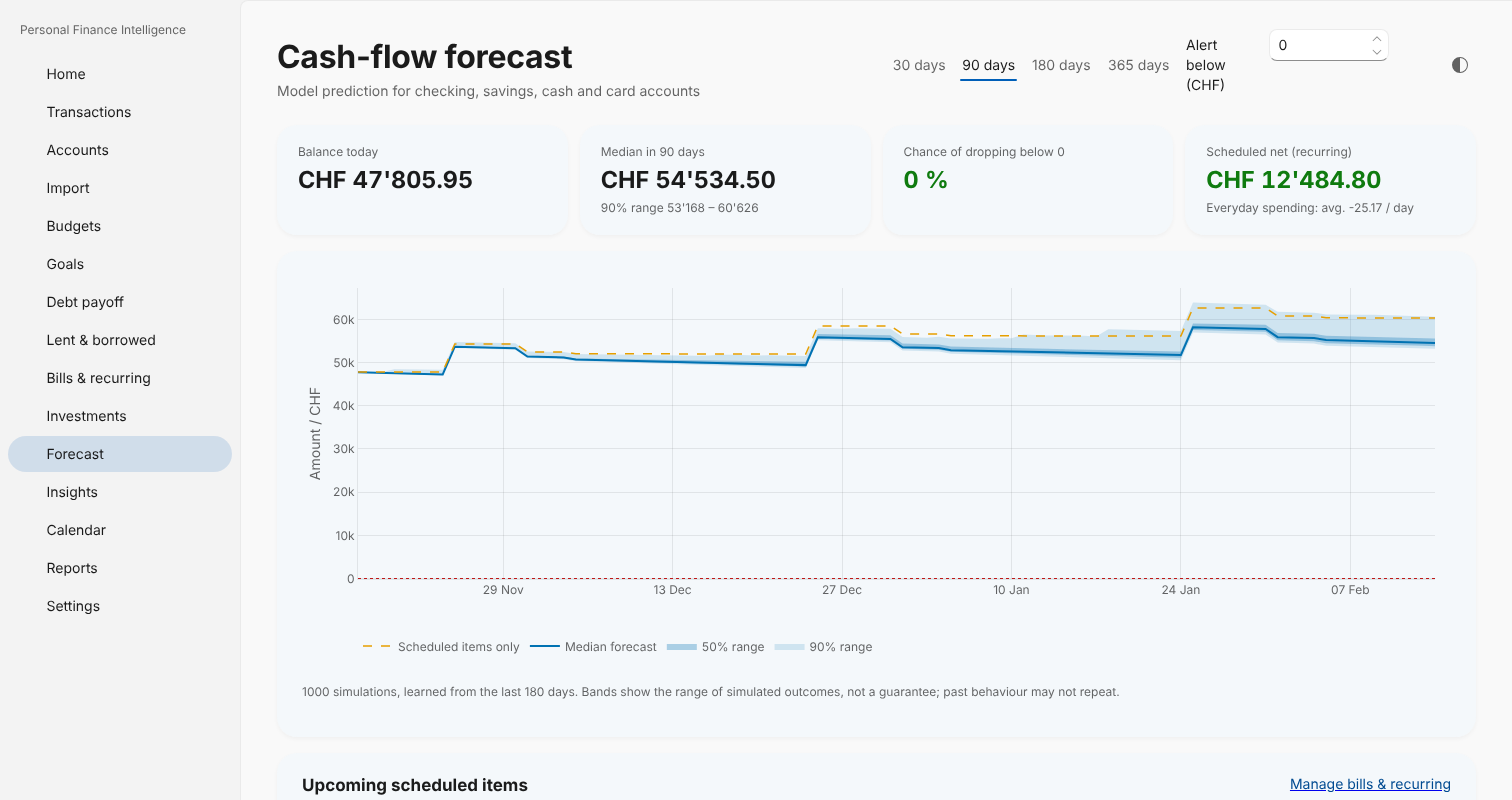 Personal Finance Intelligence
Home
Transactions
Accounts
Import
Budgets
Goals
Debt payoff
Lent & borrowed
Bills & recurring
Investments
Forecast
Insights
Calendar
Reports
Settings
Cash-flow forecast
Model prediction for checking, savings, cash and card accounts
30 days
90 days
180 days
365 days
Alert
below
(CHF)
0
Balance today
CHF 47'805.95
Median in 90 days
CHF 54'534.50
90% range 53'168 – 60'626
Chance of dropping below 0
0 %
Scheduled net (recurring)
CHF 12'484.80
Everyday spending: avg. -25.17 / day
Amount / CHF
60k
50k
40k
30k
20k
10k
0
29 Nov
13 Dec
27 Dec
10 Jan
24 Jan
07 Feb
Scheduled items only
Median forecast
50% range
90% range
1000 simulations, learned from the last 180 days. Bands show the range of simulated outcomes, not a guarantee; past behaviour may not repeat.
Upcoming scheduled items
Manage bills & recurring